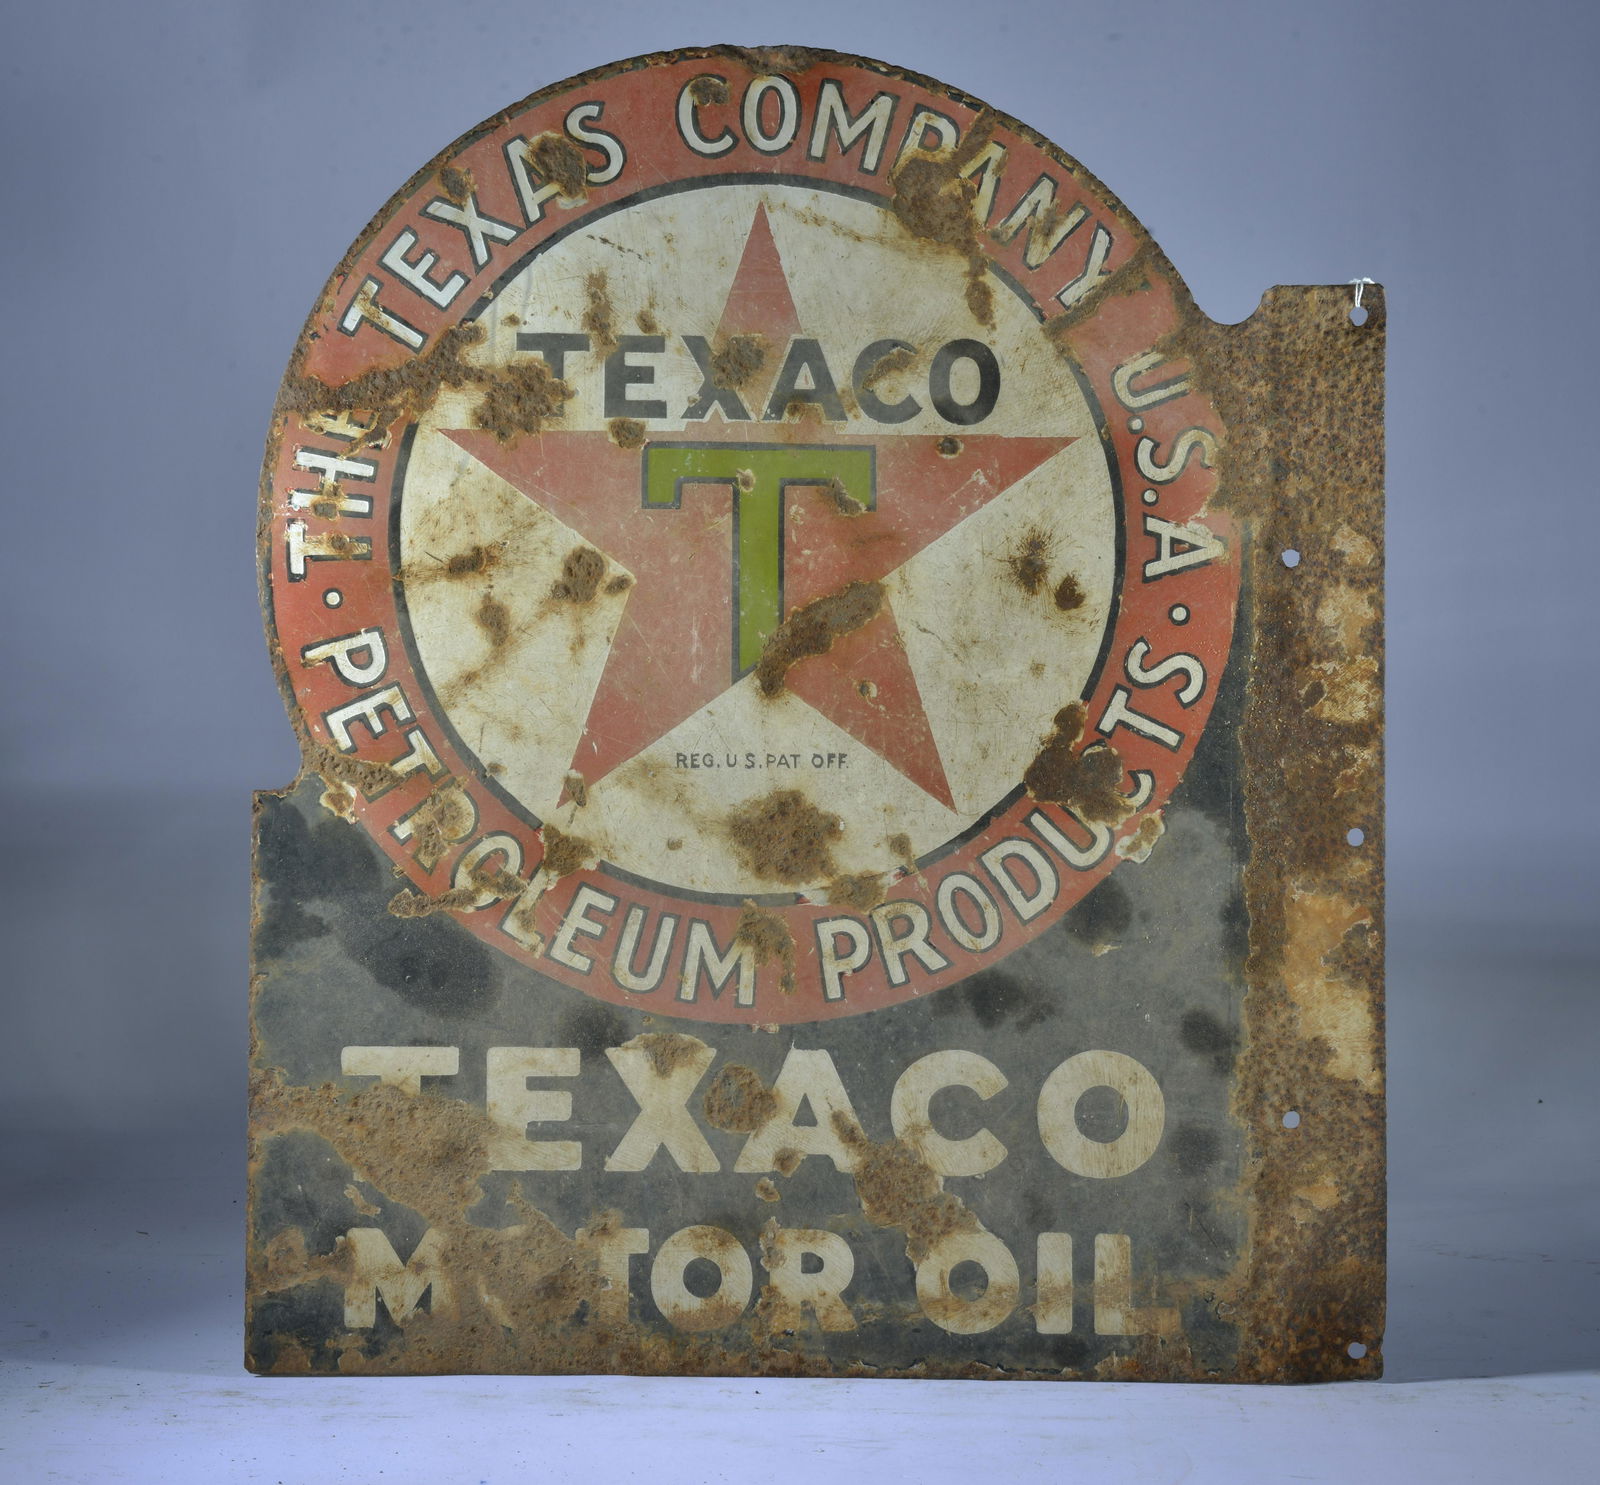 THE TEXAS COMPANY U.S.A.
TEXACO
T
REG. U.S. PAT OFF.
· PETROLEUM PRODUCTS ·
TEXACO
MOTOR OIL